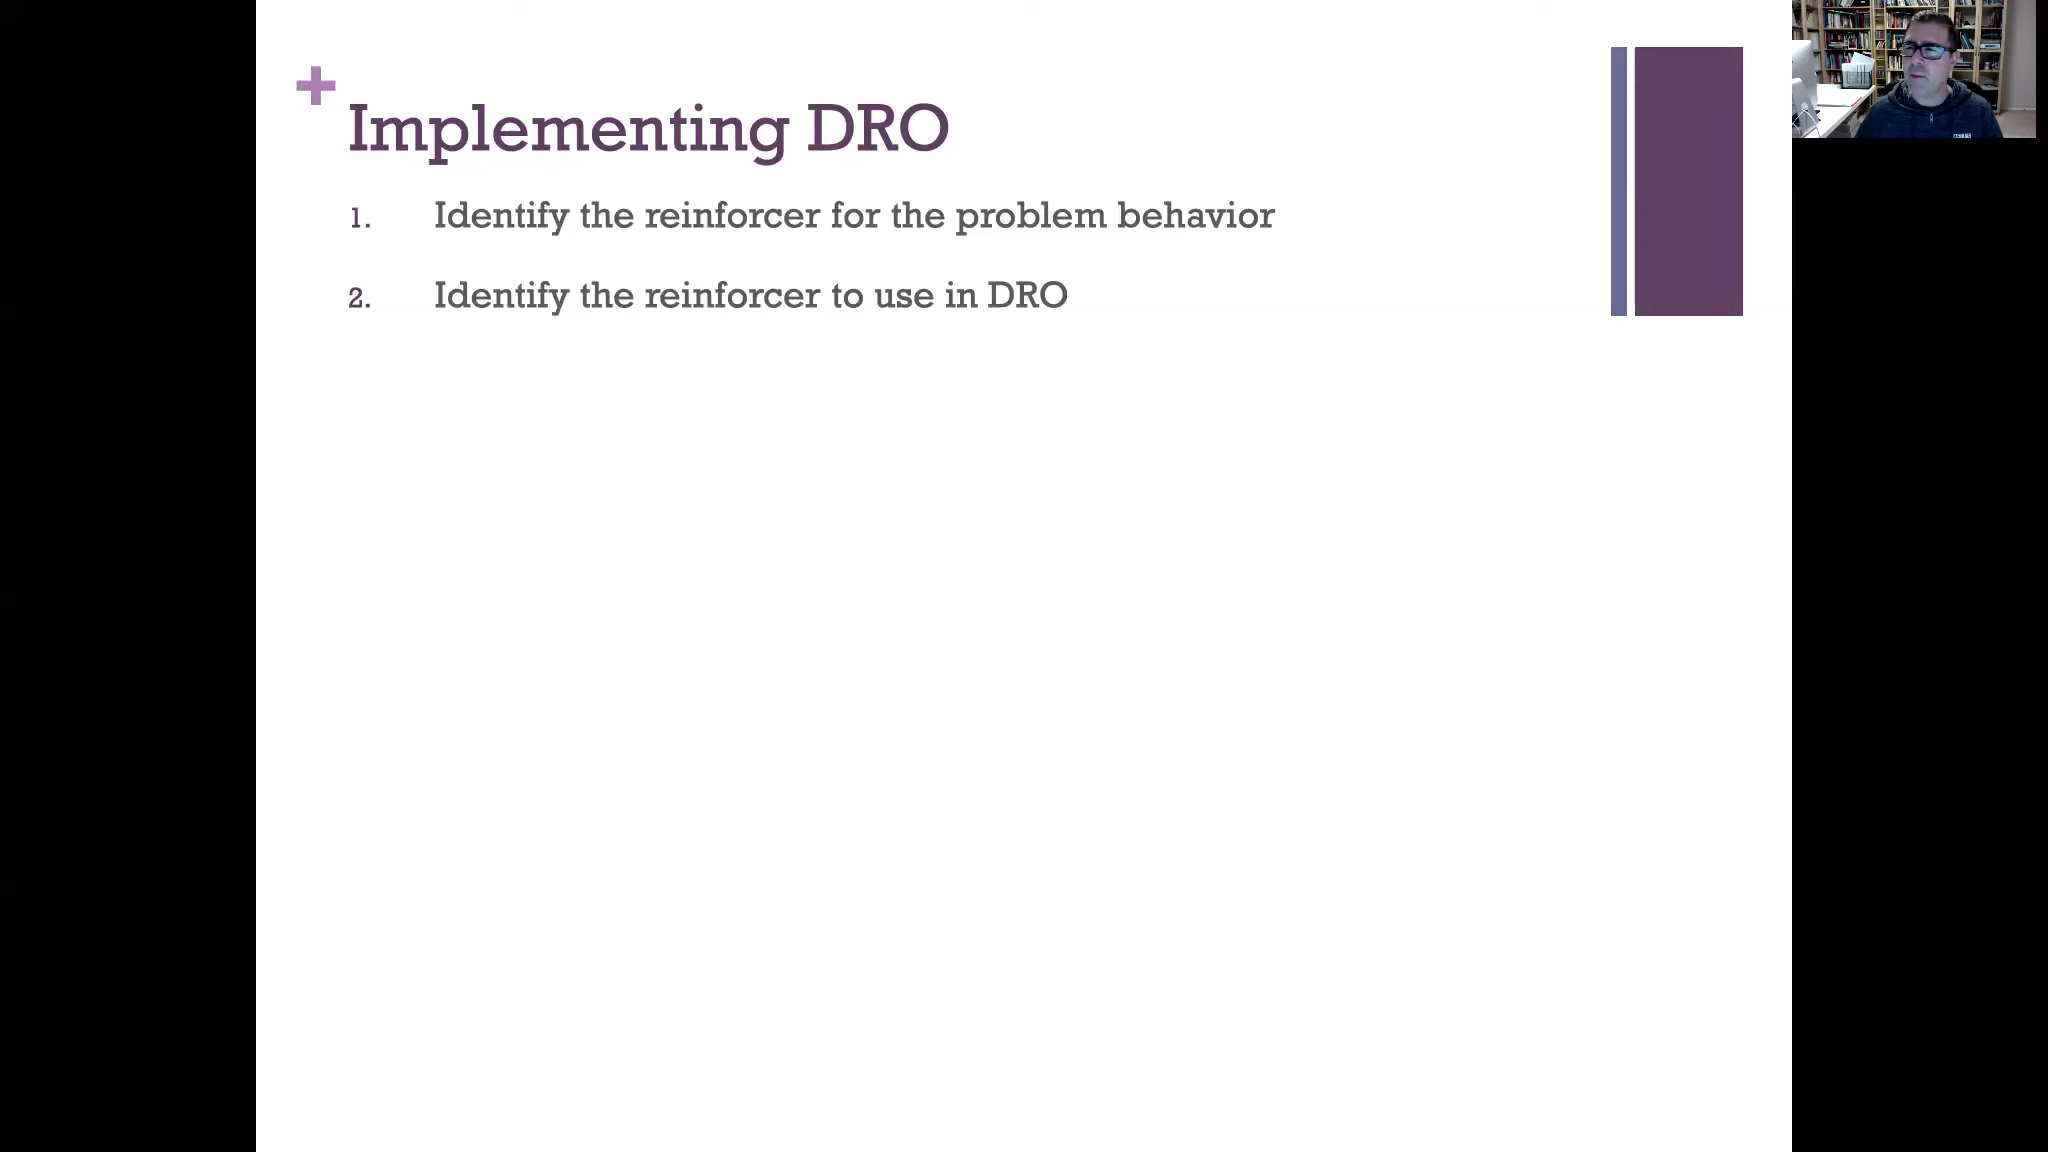 Implementing DRO
1. Identify the reinforcer for the problem behavior
2. Identify the reinforcer to use in DRO